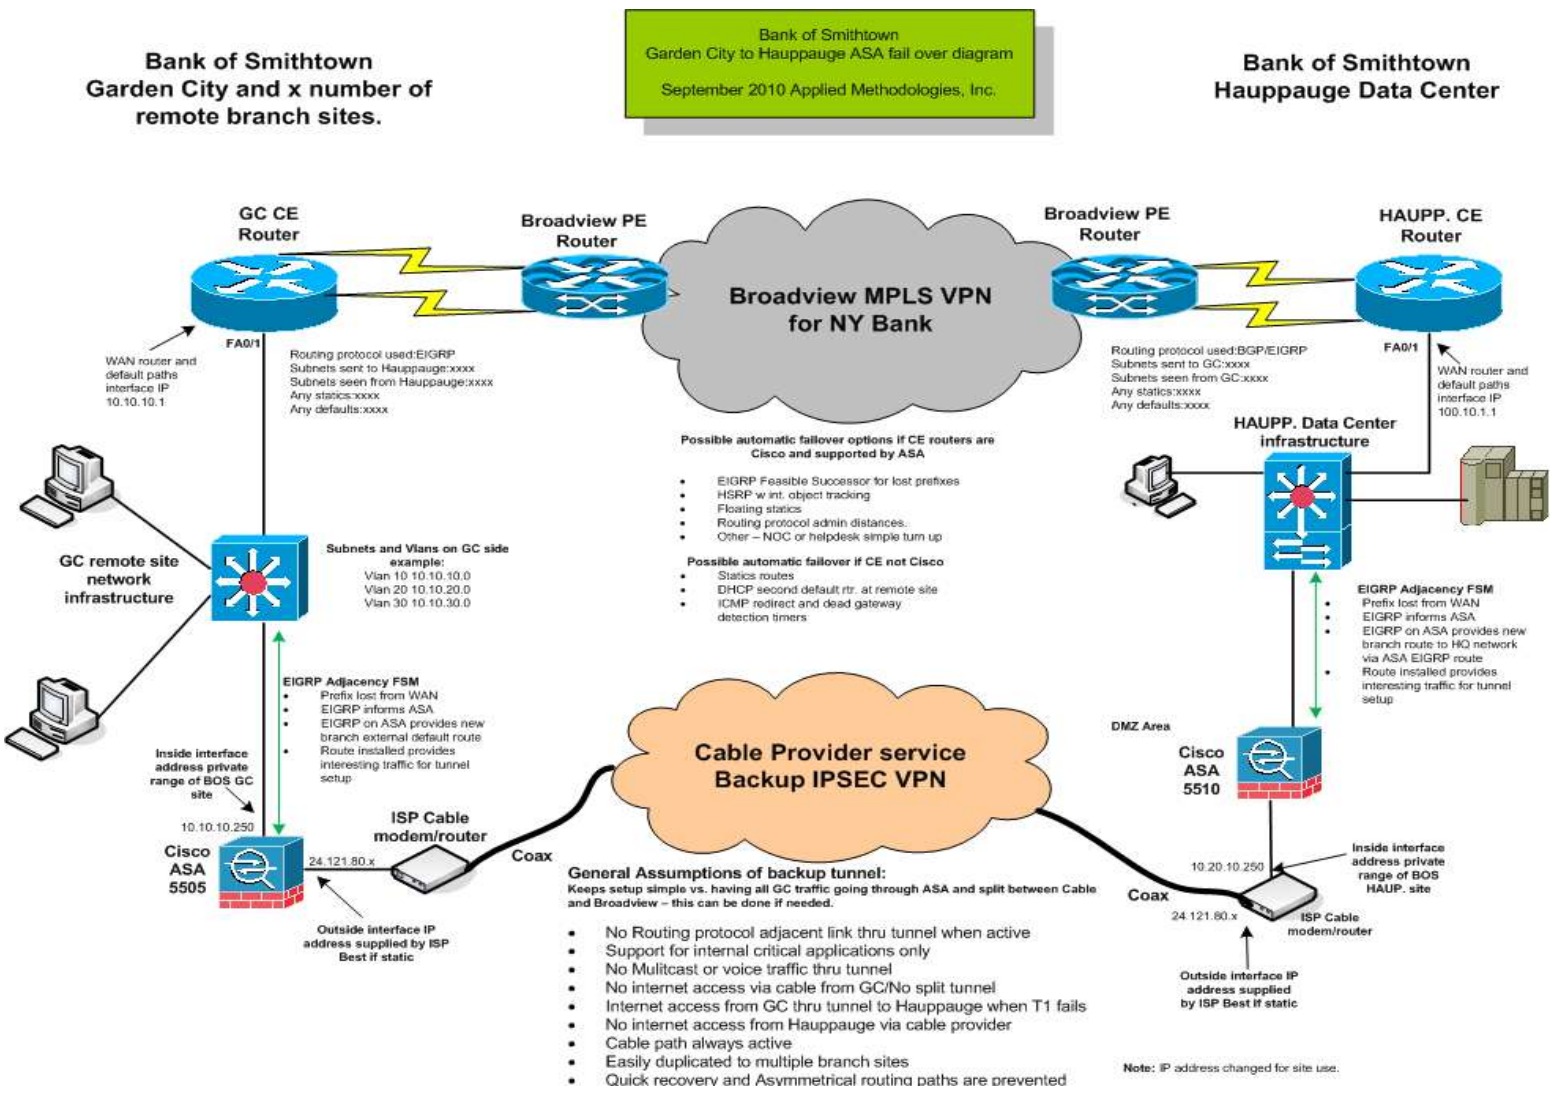 Bank of Smithtown
Garden City to Hauppauge ASA fail over diagram
September 2010 Applied Methodologies, Inc.
Bank of Smithtown
Garden City and x number of
remote branch sites.
Bank of Smithtown
Hauppauge Data Center
GC CE
Router
Broadview PE
Router
Broadview MPLS VPN
for NY Bank
Broadview PE
Router
HAUPP. CE
Router
FA0/1
WAN router and
default paths
interface IP
10.10.10.1
Routing protocol used:EIGRP
Subnets sent to Hauppauge:xxxx
Subnets seen from Hauppauge:xxxx
Any statics:xxxx
Any defaults:xxxx
Routing protocol used:BGP/EIGRP
Subnets sent to GC:xxxx
Subnets seen from GC:xxxx
Any statics:xxxx
Any defaults:xxxx
FA0/1
WAN router and
default paths
interface IP
100.10.1.1
HAUPP. Data Center
infrastructure
Possible automatic failover options if CE routers are
Cisco and supported by ASA
• EIGRP Feasible Successor for lost prefixes
• HSRP w int. object tracking
• Floating statics
• Routing protocol admin distances.
• Other – NOC or helpdesk simple turn up
Possible automatic failover if CE not Cisco
• Statics routes
• DHCP second default rtr. at remote site
• ICMP redirect and dead gateway
detection timers
GC remote site
network
infrastructure
Subnets and Vlans on GC side
example:
Vlan 10 10.10.10.0
Vlan 20 10.10.20.0
Vlan 30 10.10.30.0
EIGRP Adjacency FSM
• Prefix lost from WAN
• EIGRP informs ASA
• EIGRP on ASA provides new
branch external default route
• Route installed provides
interesting traffic for tunnel
setup
EIGRP Adjacency FSM
• Prefix lost from WAN
• EIGRP informs ASA
• EIGRP on ASA provides new
branch route to HQ network
via ASA EIGRP route
• Route installed provides
interesting traffic for tunnel
setup
Inside interface
address private
range of BOS GC
site
10.10.10.250
Cisco
ASA
5505
24.121.80.x
ISP Cable
modem/router
Coax
Outside interface IP
address supplied by ISP
Best if static
Cable Provider service
Backup IPSEC VPN
DMZ Area
Cisco
ASA
5510
10.20.10.250
Inside interface
address private
range of BOS
HAUP. site
Coax
24.121.80.x
ISP Cable
modem/router
Outside interface IP
address supplied
by ISP Best if static
General Assumptions of backup tunnel:
Keeps setup simple vs. having all GC traffic going through ASA and split between Cable
and Broadview – this can be done if needed.
• No Routing protocol adjacent link thru tunnel when active
• Support for internal critical applications only
• No Mulitcast or voice traffic thru tunnel
• No internet access via cable from GC/No split tunnel
• Internet access from GC thru tunnel to Hauppauge when T1 fails
• No internet access from Hauppauge via cable provider
• Cable path always active
• Easily duplicated to multiple branch sites
• Quick recovery and Asymmetrical routing paths are prevented
Note: IP address changed for site use.